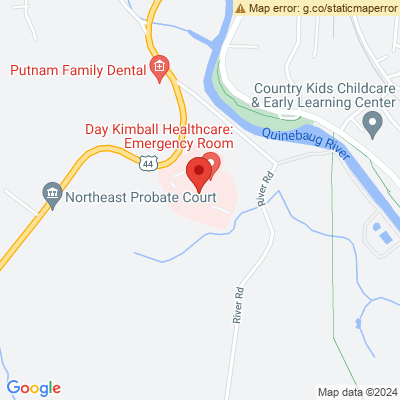 Map error: g.co/staticmaperror
Putnam Family Dental
Country Kids Childcare
& Early Learning Center
Day Kimball Healthcare:
Emergency Room
Quinebaug River
44
River Rd
Northeast Probate Court
River Rd
Google
Map data ©2024